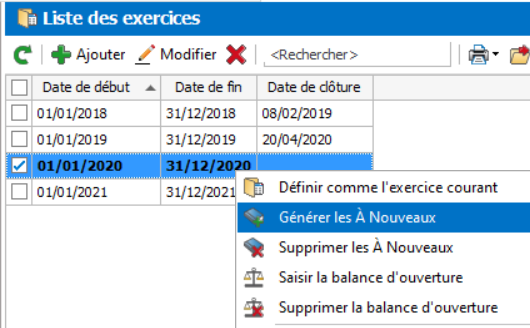 Liste des exercices
Ajouter Modifier <Rechercher>
Date de début Date de fin Date de clôture
01/01/2018 31/12/2018 08/02/2019
01/01/2019 31/12/2019 20/04/2020
01/01/2020 31/12/2020
01/01/2021 31/12/2021
Définir comme l'exercice courant
Générer les À Nouveaux
Supprimer les À Nouveaux
Saisir la balance d'ouverture
Supprimer la balance d'ouverture